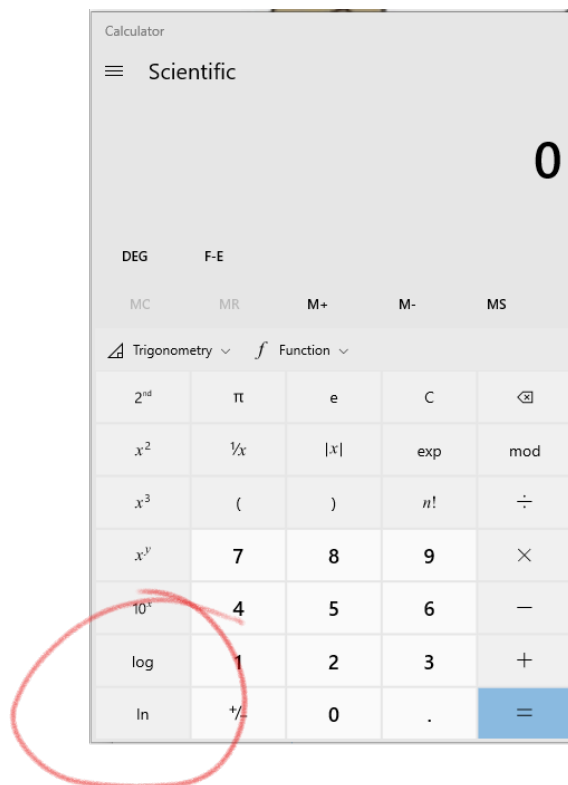 Calculator
Scientific
0
DEG F-E
MC MR M+ M- MS
Trigonometry f Function
2ⁿᵈ π e C
x² ⅟x |x| exp mod
x³ ( ) n! ÷
xʸ 7 8 9 ×
10ˣ 4 5 6 −
log 1 2 3 +
ln +/− 0 . =